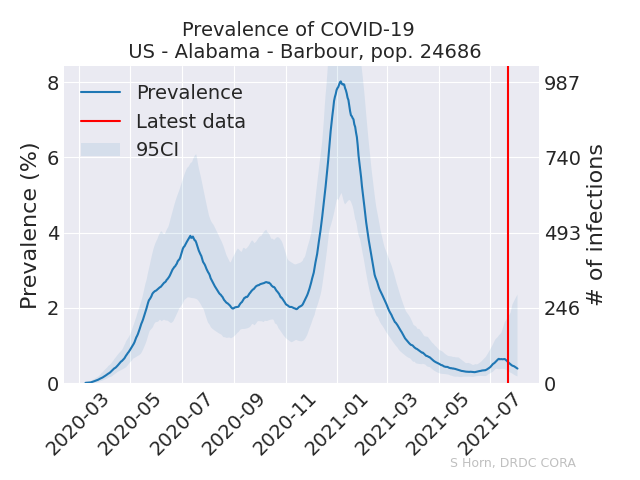 Prevalence of COVID-19
US - Alabama - Barbour, pop. 24686
Prevalence
Latest data
95CI
Prevalence (%)
8
6
4
2
0
987
740
493
246
0
# of infections
2020-03
2020-05
2020-07
2020-09
2020-11
2021-01
2021-03
2021-05
2021-07
S Horn, DRDC CORA